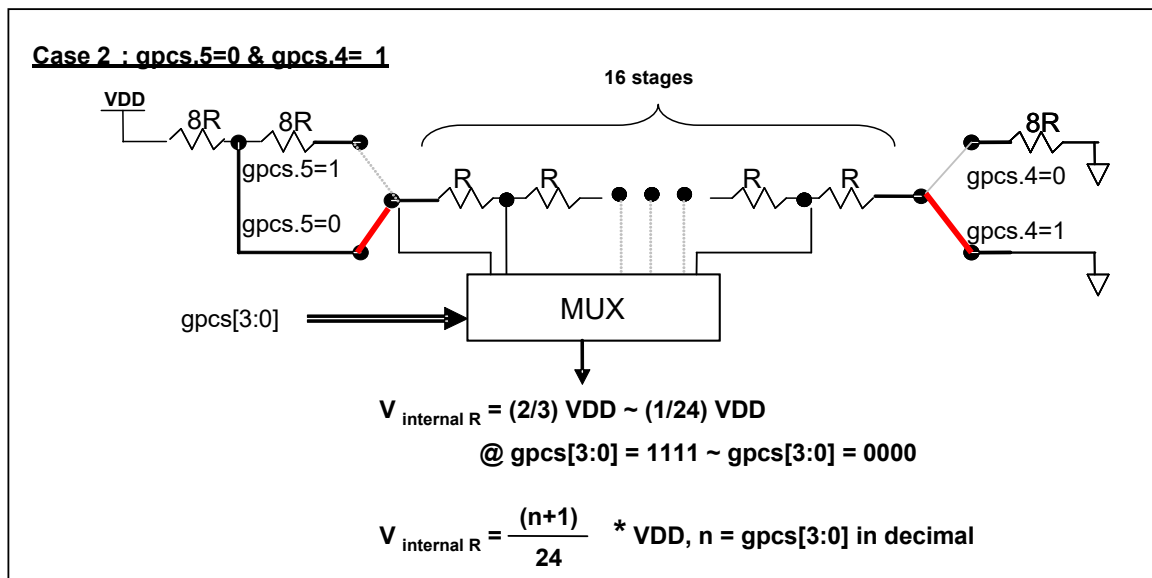 Case 2 : gpcs.5=0 & gpcs.4= 1
16 stages
VDD
8R 8R 8R
gpcs.5=1
R R R R
gpcs.4=0
gpcs.5=0
gpcs.4=1
MUX
gpcs[3:0]
V internal R = (2/3) VDD ~ (1/24) VDD
@ gpcs[3:0] = 1111 ~ gpcs[3:0] = 0000
V internal R = (n+1) / 24 * VDD, n = gpcs[3:0] in decimal